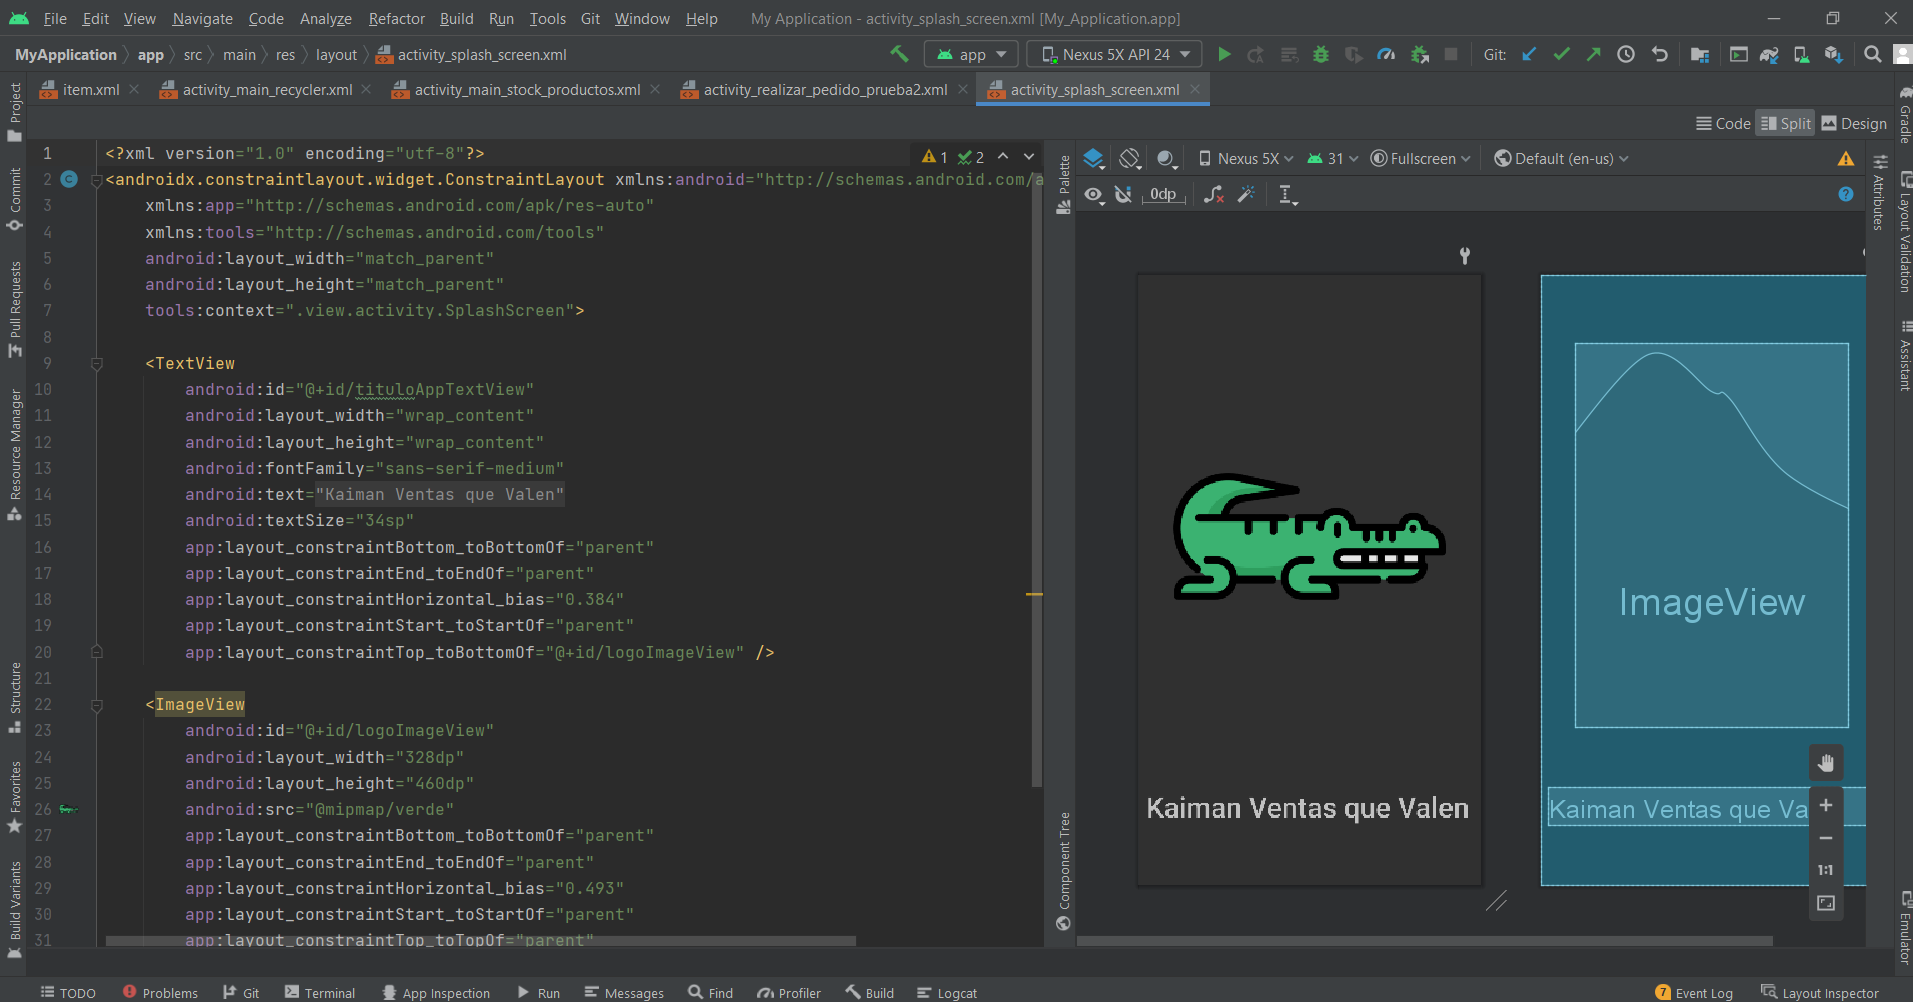 File Edit View Navigate Code Analyze Refactor Build Run Tools Git Window Help My Application - activity_splash_screen.xml [My_Application.app]
MyApplication app src main res layout activity_splash_screen.xml app Nexus 5X API 24 Git:
item.xml activity_main_recycler.xml activity_main_stock_productos.xml activity_realizar_pedido_prueba2.xml activity_splash_screen.xml
Code Split Design
Project
Commit
Pull Requests
Resource Manager
Structure
Favorites
Build Variants
1 <?xml version="1.0" encoding="utf-8"?>
1 2
2 <androidx.constraintlayout.widget.ConstraintLayout xmlns:android="http://schemas.android.com/a
3 xmlns:app="http://schemas.android.com/apk/res-auto"
4 xmlns:tools="http://schemas.android.com/tools"
5 android:layout_width="match_parent"
6 android:layout_height="match_parent"
7 tools:context=".view.activity.SplashScreen">
8
9 <TextView
10 android:id="@+id/tituloAppTextView"
11 android:layout_width="wrap_content"
12 android:layout_height="wrap_content"
13 android:fontFamily="sans-serif-medium"
14 android:text="Kaiman Ventas que Valen"
15 android:textSize="34sp"
16 app:layout_constraintBottom_toBottomOf="parent"
17 app:layout_constraintEnd_toEndOf="parent"
18 app:layout_constraintHorizontal_bias="0.384"
19 app:layout_constraintStart_toStartOf="parent"
20 app:layout_constraintTop_toBottomOf="@+id/logoImageView" />
21
22 <ImageView
23 android:id="@+id/logoImageView"
24 android:layout_width="328dp"
25 android:layout_height="460dp"
26 android:src="@mipmap/verde"
27 app:layout_constraintBottom_toBottomOf="parent"
28 app:layout_constraintEnd_toEndOf="parent"
29 app:layout_constraintHorizontal_bias="0.493"
30 app:layout_constraintStart_toStartOf="parent"
31 app:layout_constraintTop_toTopOf="parent"
Palette
Component Tree
Nexus 5X 31 Fullscreen Default (en-us)
0dp
Kaiman Ventas que Valen
ImageView
Kaiman Ventas que Va
1:1
Attributes
Gradle
Layout Validation
Assistant
Emulator
TODO Problems Git Terminal App Inspection Run Messages Find Profiler Build Logcat 7 Event Log Layout Inspector